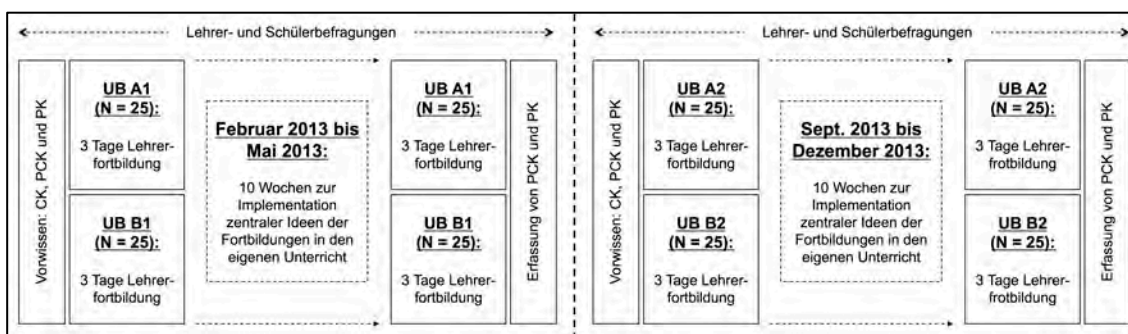 Lehrer- und Schülerbefragungen
Vorwissen: CK, PCK und PK
UB A1
(N = 25):
3 Tage Lehrer-
fortbildung
UB B1
(N = 25):
3 Tage Lehrer-
fortbildung
Februar 2013 bis
Mai 2013:
10 Wochen zur
Implementation
zentraler Ideen der
Fortbildungen in den
eigenen Unterricht
UB A1
(N = 25):
3 Tage Lehrer-
fortbildung
UB B1
(N = 25):
3 Tage Lehrer-
fortbildung
Erfassung von PCK und PK
Lehrer- und Schülerbefragungen
Vorwissen: CK, PCK und PK
UB A2
(N = 25):
3 Tage Lehrer-
fortbildung
UB B2
(N = 25):
3 Tage Lehrer-
fortbildung
Sept. 2013 bis
Dezember 2013:
10 Wochen zur
Implementation
zentraler Ideen der
Fortbildungen in den
eigenen Unterricht
UB A2
(N = 25):
3 Tage Lehrer-
frotbildung
UB B2
(N = 25):
3 Tage Lehrer-
frotbildung
Erfassung von PCK und PK